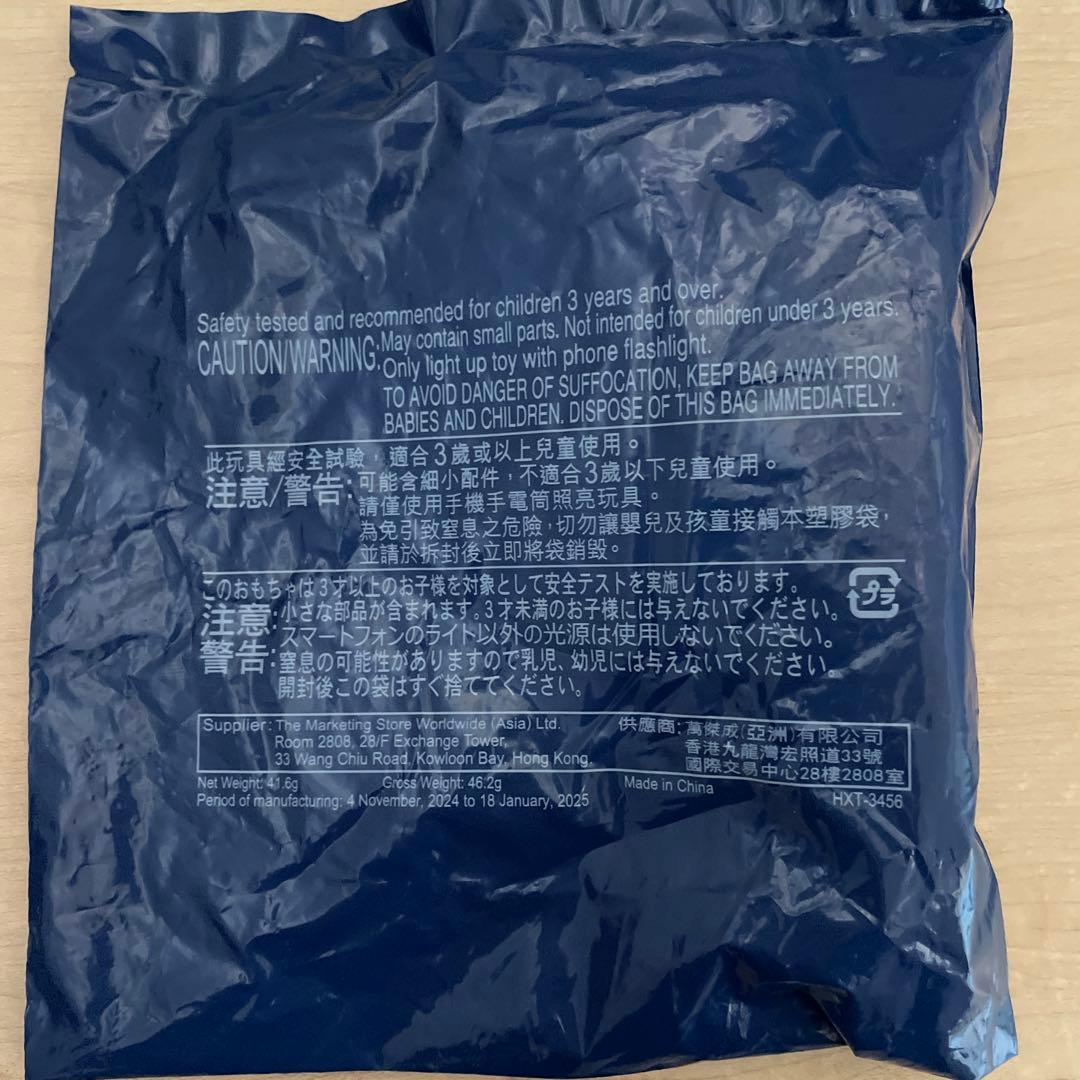 Safety tested and recommended for children 3 years and over.
CAUTION/WARNING: May contain small parts. Not intended for children under 3 years.
Only light up toy with phone flashlight.
TO AVOID DANGER OF SUFFOCATION, KEEP BAG AWAY FROM
BABIES AND CHILDREN. DISPOSE OF THIS BAG IMMEDIATELY.
此玩具經安全試驗，適合3歲或以上兒童使用。
注意/警告：可能含細小配件，不適合3歲以下兒童使用。
請僅使用手機手電筒照亮玩具。
為免引致窒息之危險，切勿讓嬰兒及孩童接觸本塑膠袋，
並請於拆封後立即將袋銷毀。
このおもちゃは3才以上のお子様を対象として安全テストを実施しております。
注意：小さな部品が含まれます。3才未満のお子様には与えないでください。
スマートフォンのライト以外の光源は使用しないでください。
警告：窒息の可能性がありますので乳児、幼児には与えないでください。
開封後この袋はすぐ捨ててください。
プラ
Supplier: The Marketing Store Worldwide (Asia) Ltd.
Room 2808, 28/F Exchange Tower,
33 Wang Chiu Road, Kowloon Bay, Hong Kong.
供應商：萬傑成(亞洲)有限公司
香港九龍灣宏照道33號
國際交易中心28樓2808室
Net Weight: 41.6g Gross Weight: 46.2g Made in China
Period of manufacturing: 4 November, 2024 to 18 January, 2025 HXT-3456